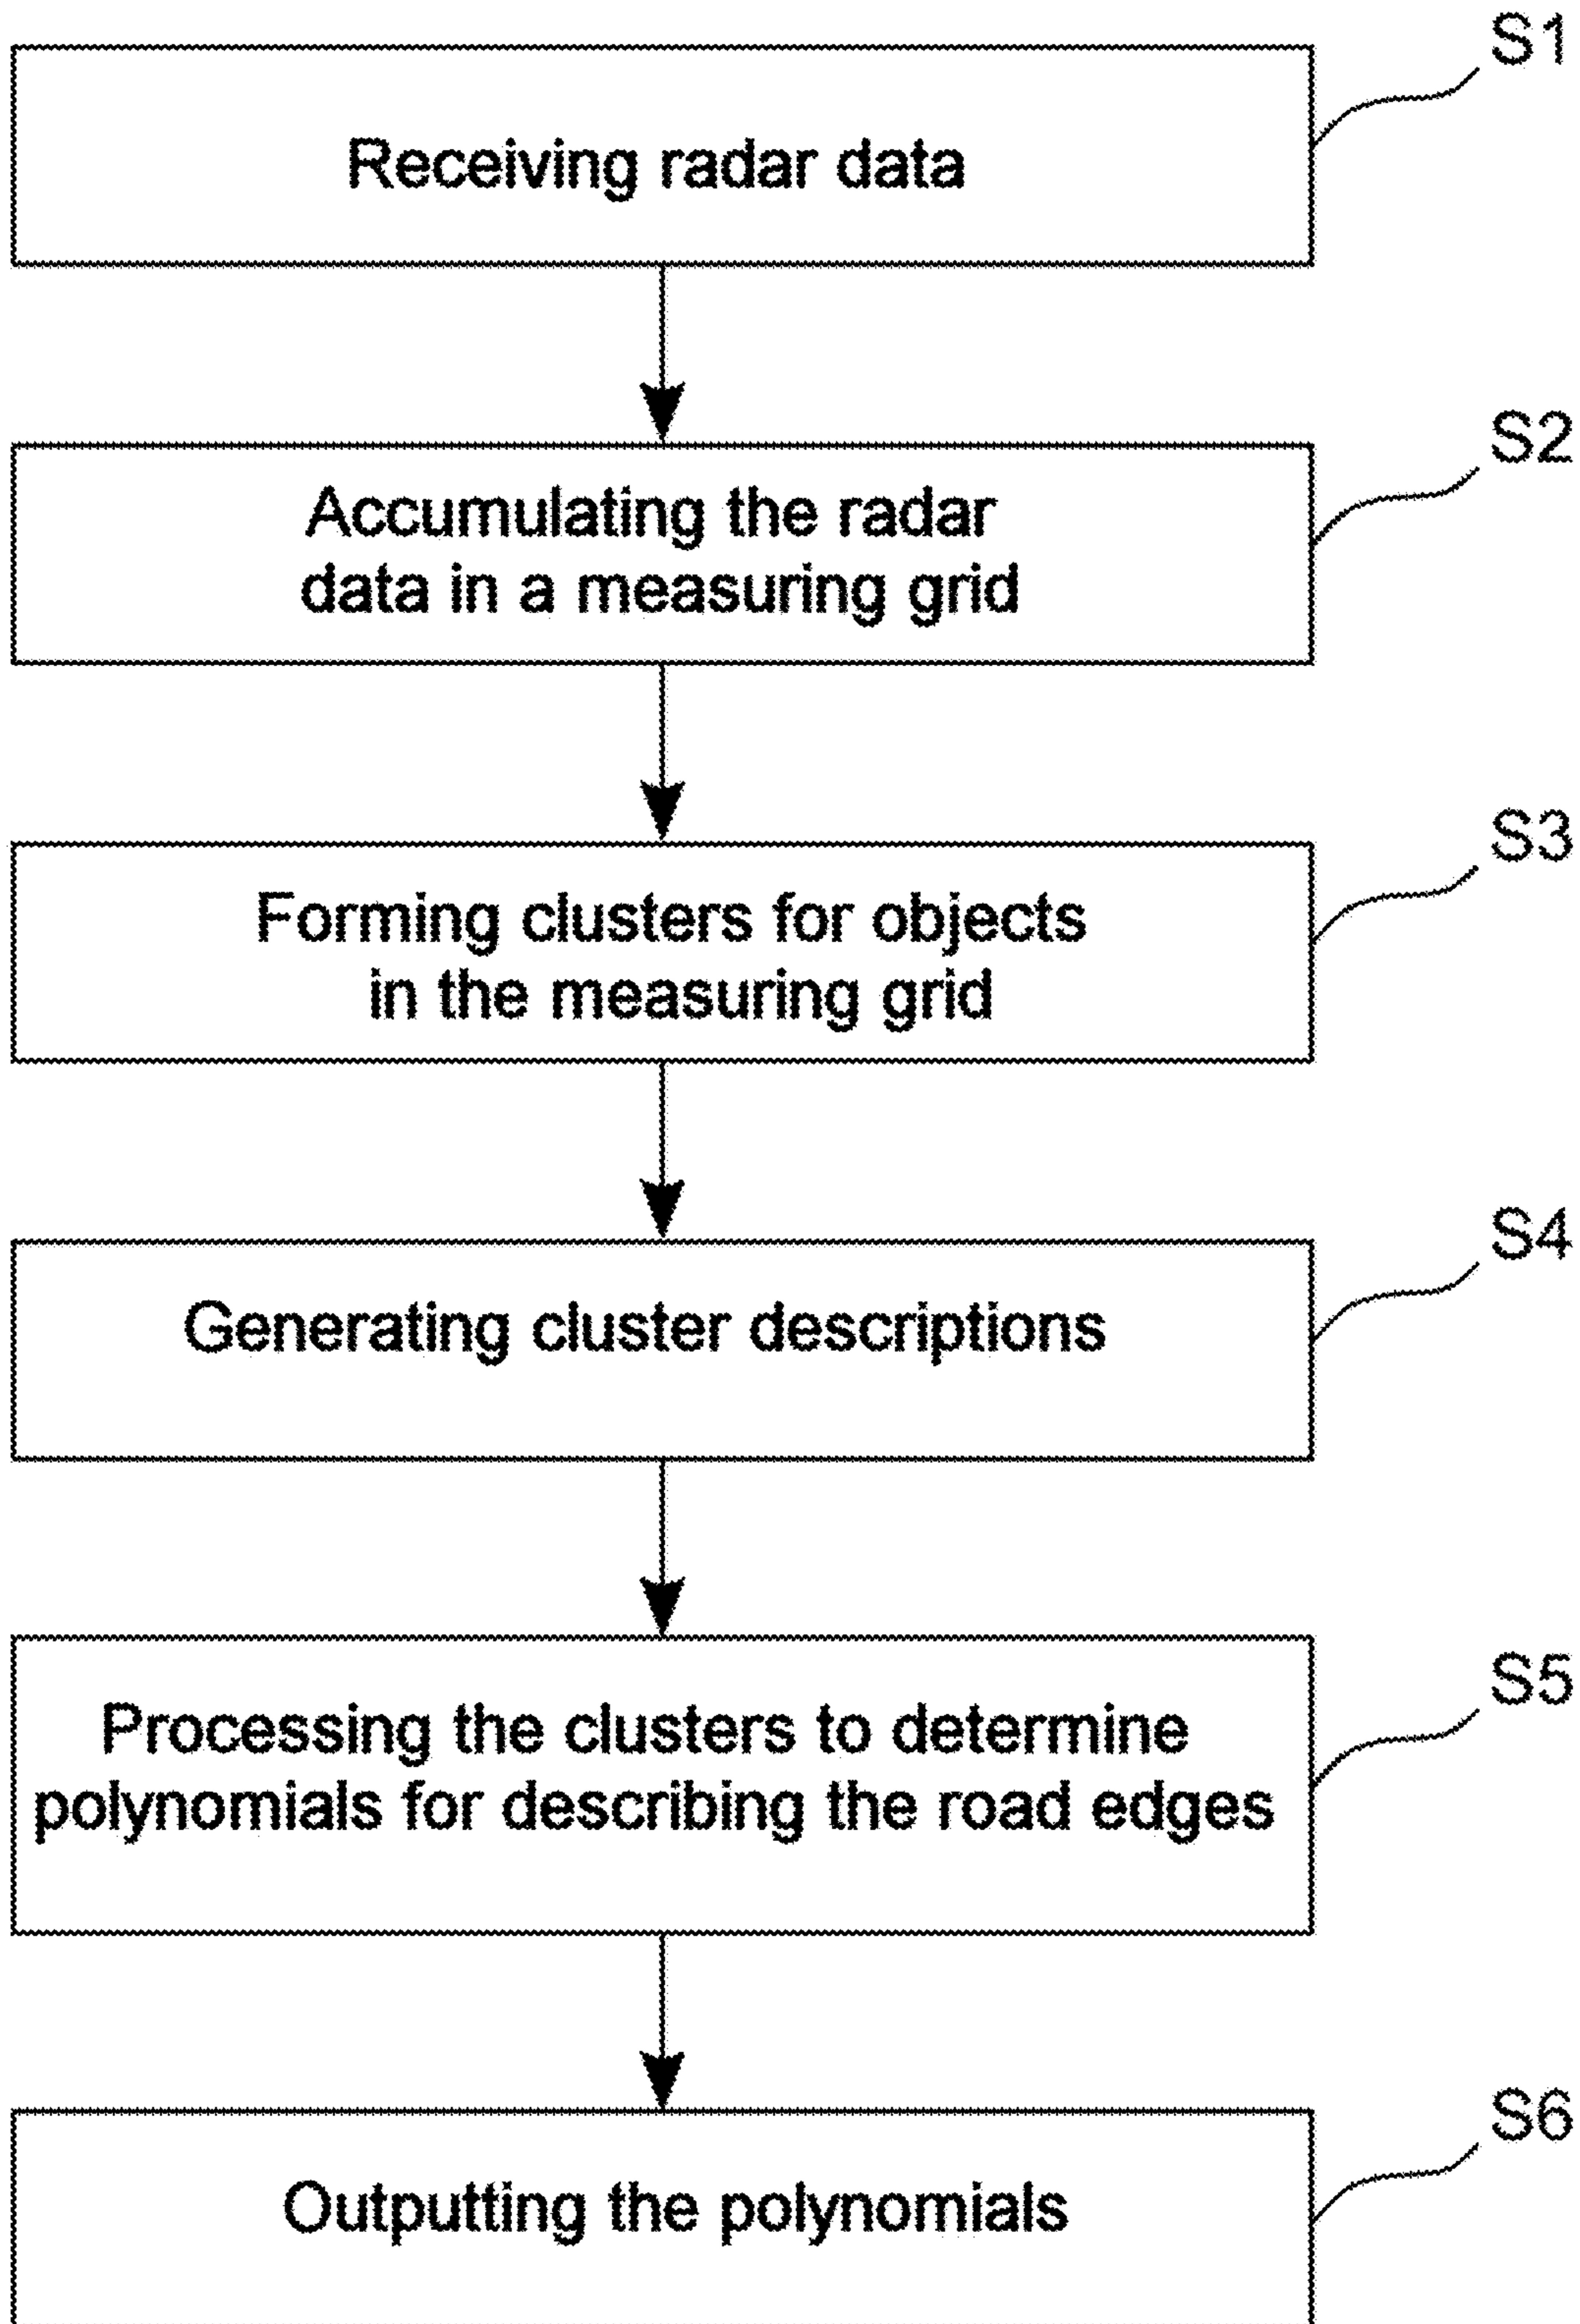 S1
Receiving radar data
S2
Accumulating the radar
data in a measuring grid
S3
Forming clusters for objects
in the measuring grid
S4
Generating cluster descriptions
S5
Processing the clusters to determine
polynomials for describing the road edges
S6
Outputting the polynomials